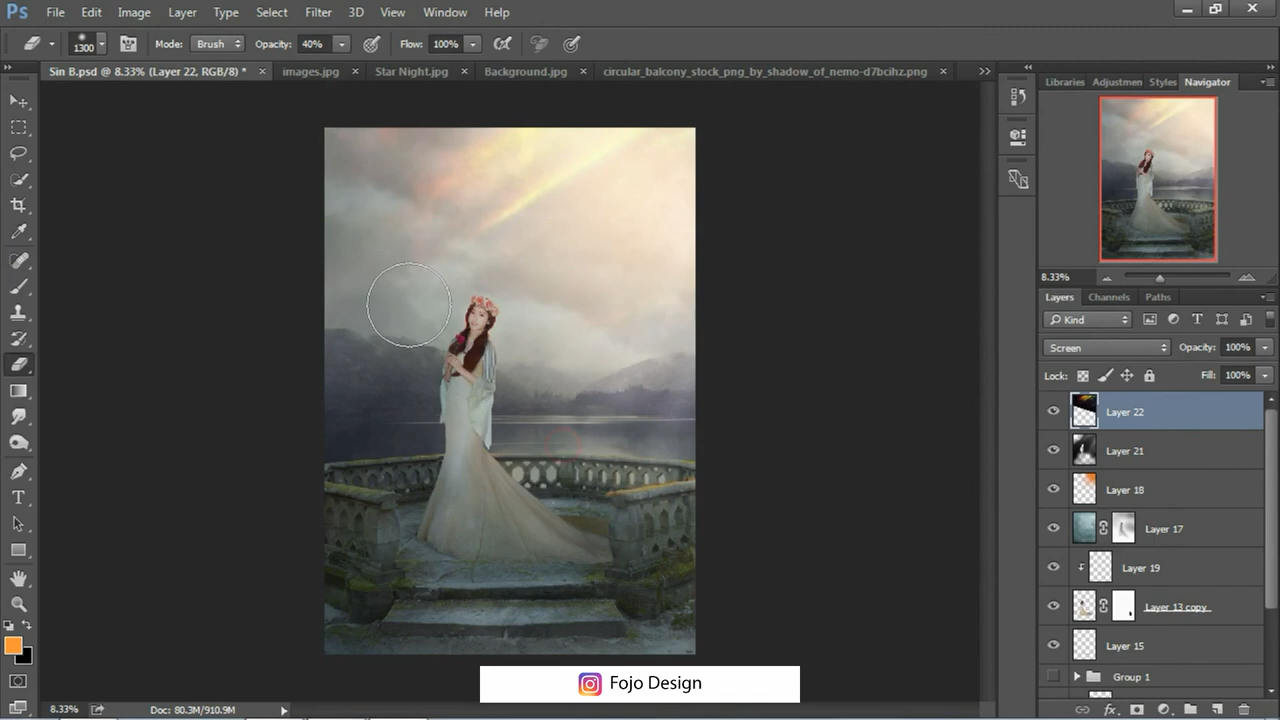 Ps File Edit Image Layer Type Select Filter 3D View Window Help
1300 Mode: Brush Opacity: 40% Flow: 100%
Sin B.psd @ 8.33% (Layer 22, RGB/8) * × images.jpg × Star Night.jpg × Background.jpg × circular_balcony_stock_png_by_shadow_of_nemo-d7bcihz.png ×
Libraries Adjustmen Styles Navigator
8.33%
Layers Channels Paths
Kind
Screen Opacity: 100%
Lock: Fill: 100%
Layer 22
Layer 21
Layer 18
Layer 17
Layer 19
Layer 13 copy
Layer 15
Group 1
Fojo Design
8.33% Doc: 80.3M/910.9M